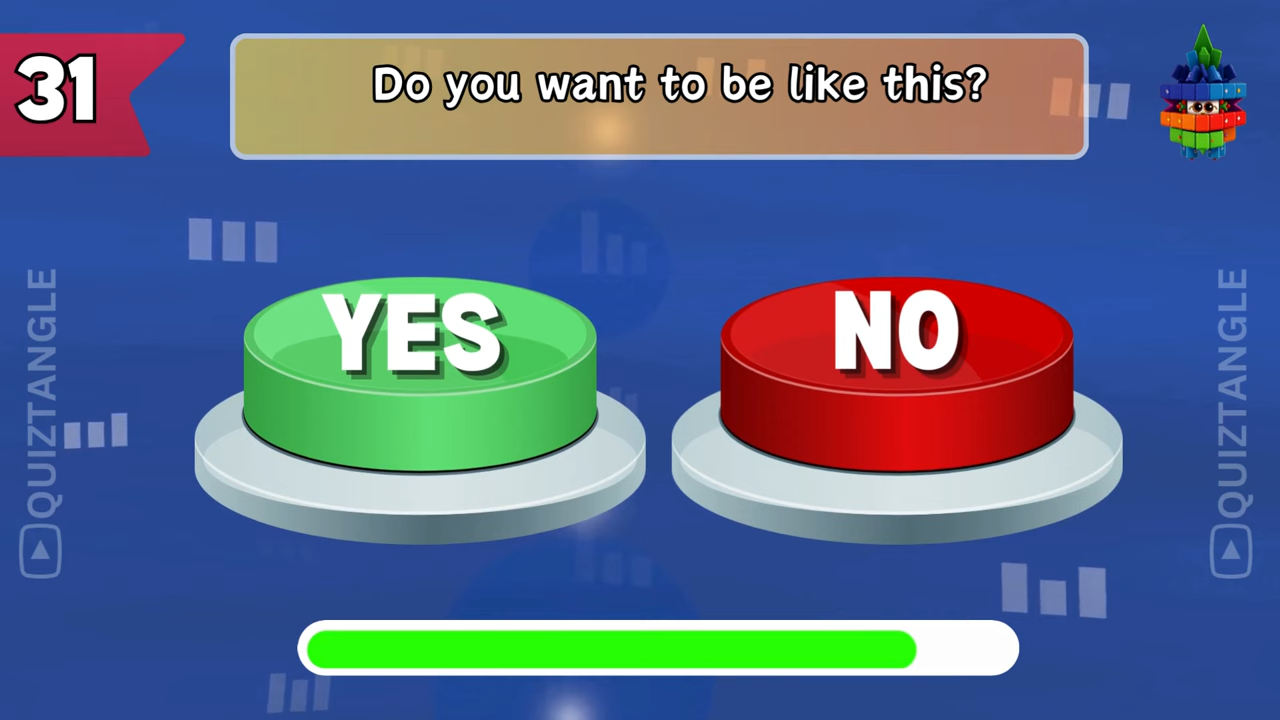 31
Do you want to be like this?
YES
NO
QUIZTANGLE
QUIZTANGLE